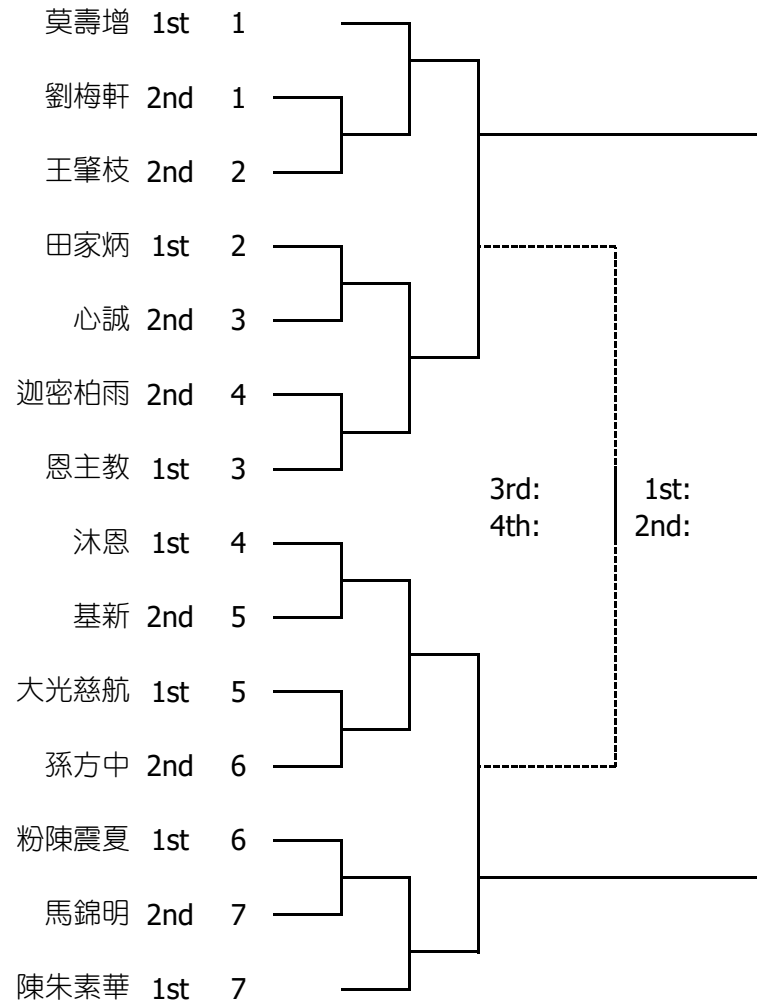 莫壽增 1st 1
劉梅軒 2nd 1
王肇枝 2nd 2
田家炳 1st 2
心誠 2nd 3
迦密柏雨 2nd 4
恩主教 1st 3
3rd: 1st:
4th: 2nd:
沐恩 1st 4
基新 2nd 5
大光慈航 1st 5
孫方中 2nd 6
粉陳震夏 1st 6
馬錦明 2nd 7
陳朱素華 1st 7